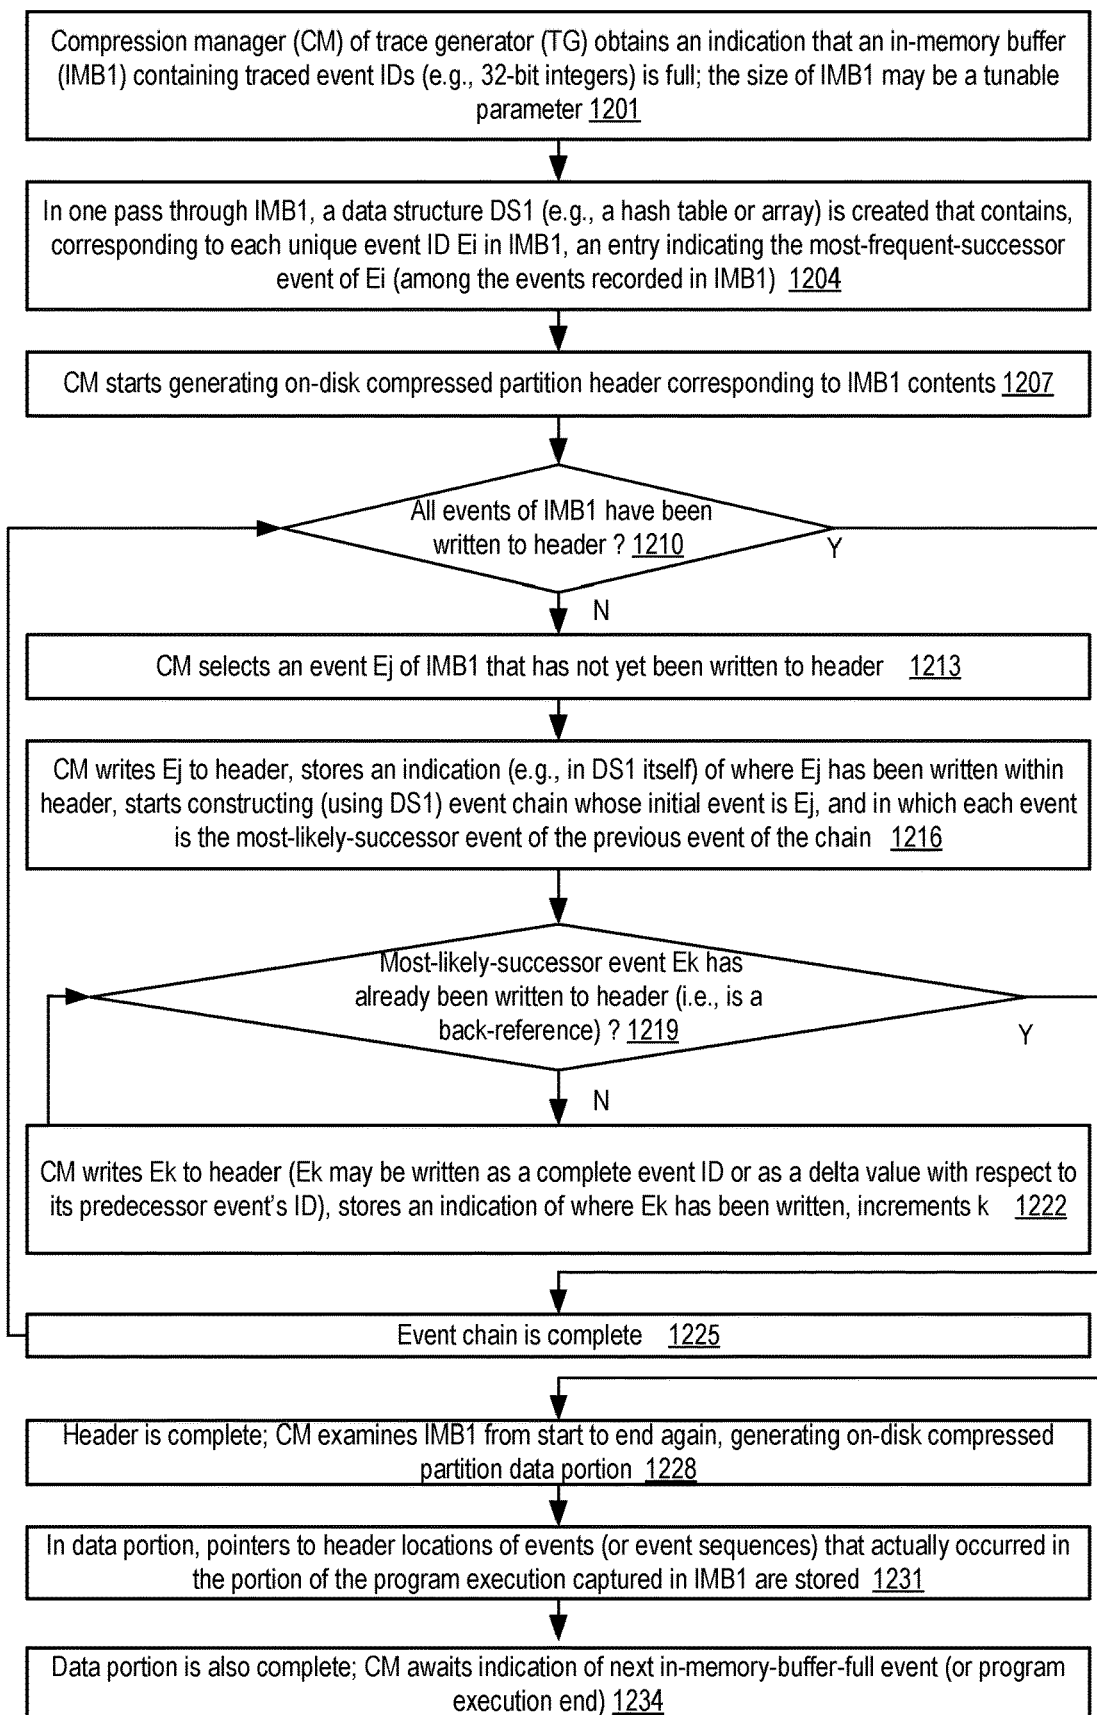 Compression manager (CM) of trace generator (TG) obtains an indication that an in-memory buffer
(IMB1) containing traced event IDs (e.g., 32-bit integers) is full; the size of IMB1 may be a tunable
parameter 1201
In one pass through IMB1, a data structure DS1 (e.g., a hash table or array) is created that contains,
corresponding to each unique event ID Ei in IMB1, an entry indicating the most-frequent-successor
event of Ei (among the events recorded in IMB1) 1204
CM starts generating on-disk compressed partition header corresponding to IMB1 contents 1207
All events of IMB1 have been
written to header ? 1210
Y
N
CM selects an event Ej of IMB1 that has not yet been written to header 1213
CM writes Ej to header, stores an indication (e.g., in DS1 itself) of where Ej has been written within
header, starts constructing (using DS1) event chain whose initial event is Ej, and in which each event
is the most-likely-successor event of the previous event of the chain 1216
Most-likely-successor event Ek has
already been written to header (i.e., is a
back-reference) ? 1219
Y
N
CM writes Ek to header (Ek may be written as a complete event ID or as a delta value with respect to
its predecessor event's ID), stores an indication of where Ek has been written, increments k 1222
Event chain is complete 1225
Header is complete; CM examines IMB1 from start to end again, generating on-disk compressed
partition data portion 1228
In data portion, pointers to header locations of events (or event sequences) that actually occurred in
the portion of the program execution captured in IMB1 are stored 1231
Data portion is also complete; CM awaits indication of next in-memory-buffer-full event (or program
execution end) 1234